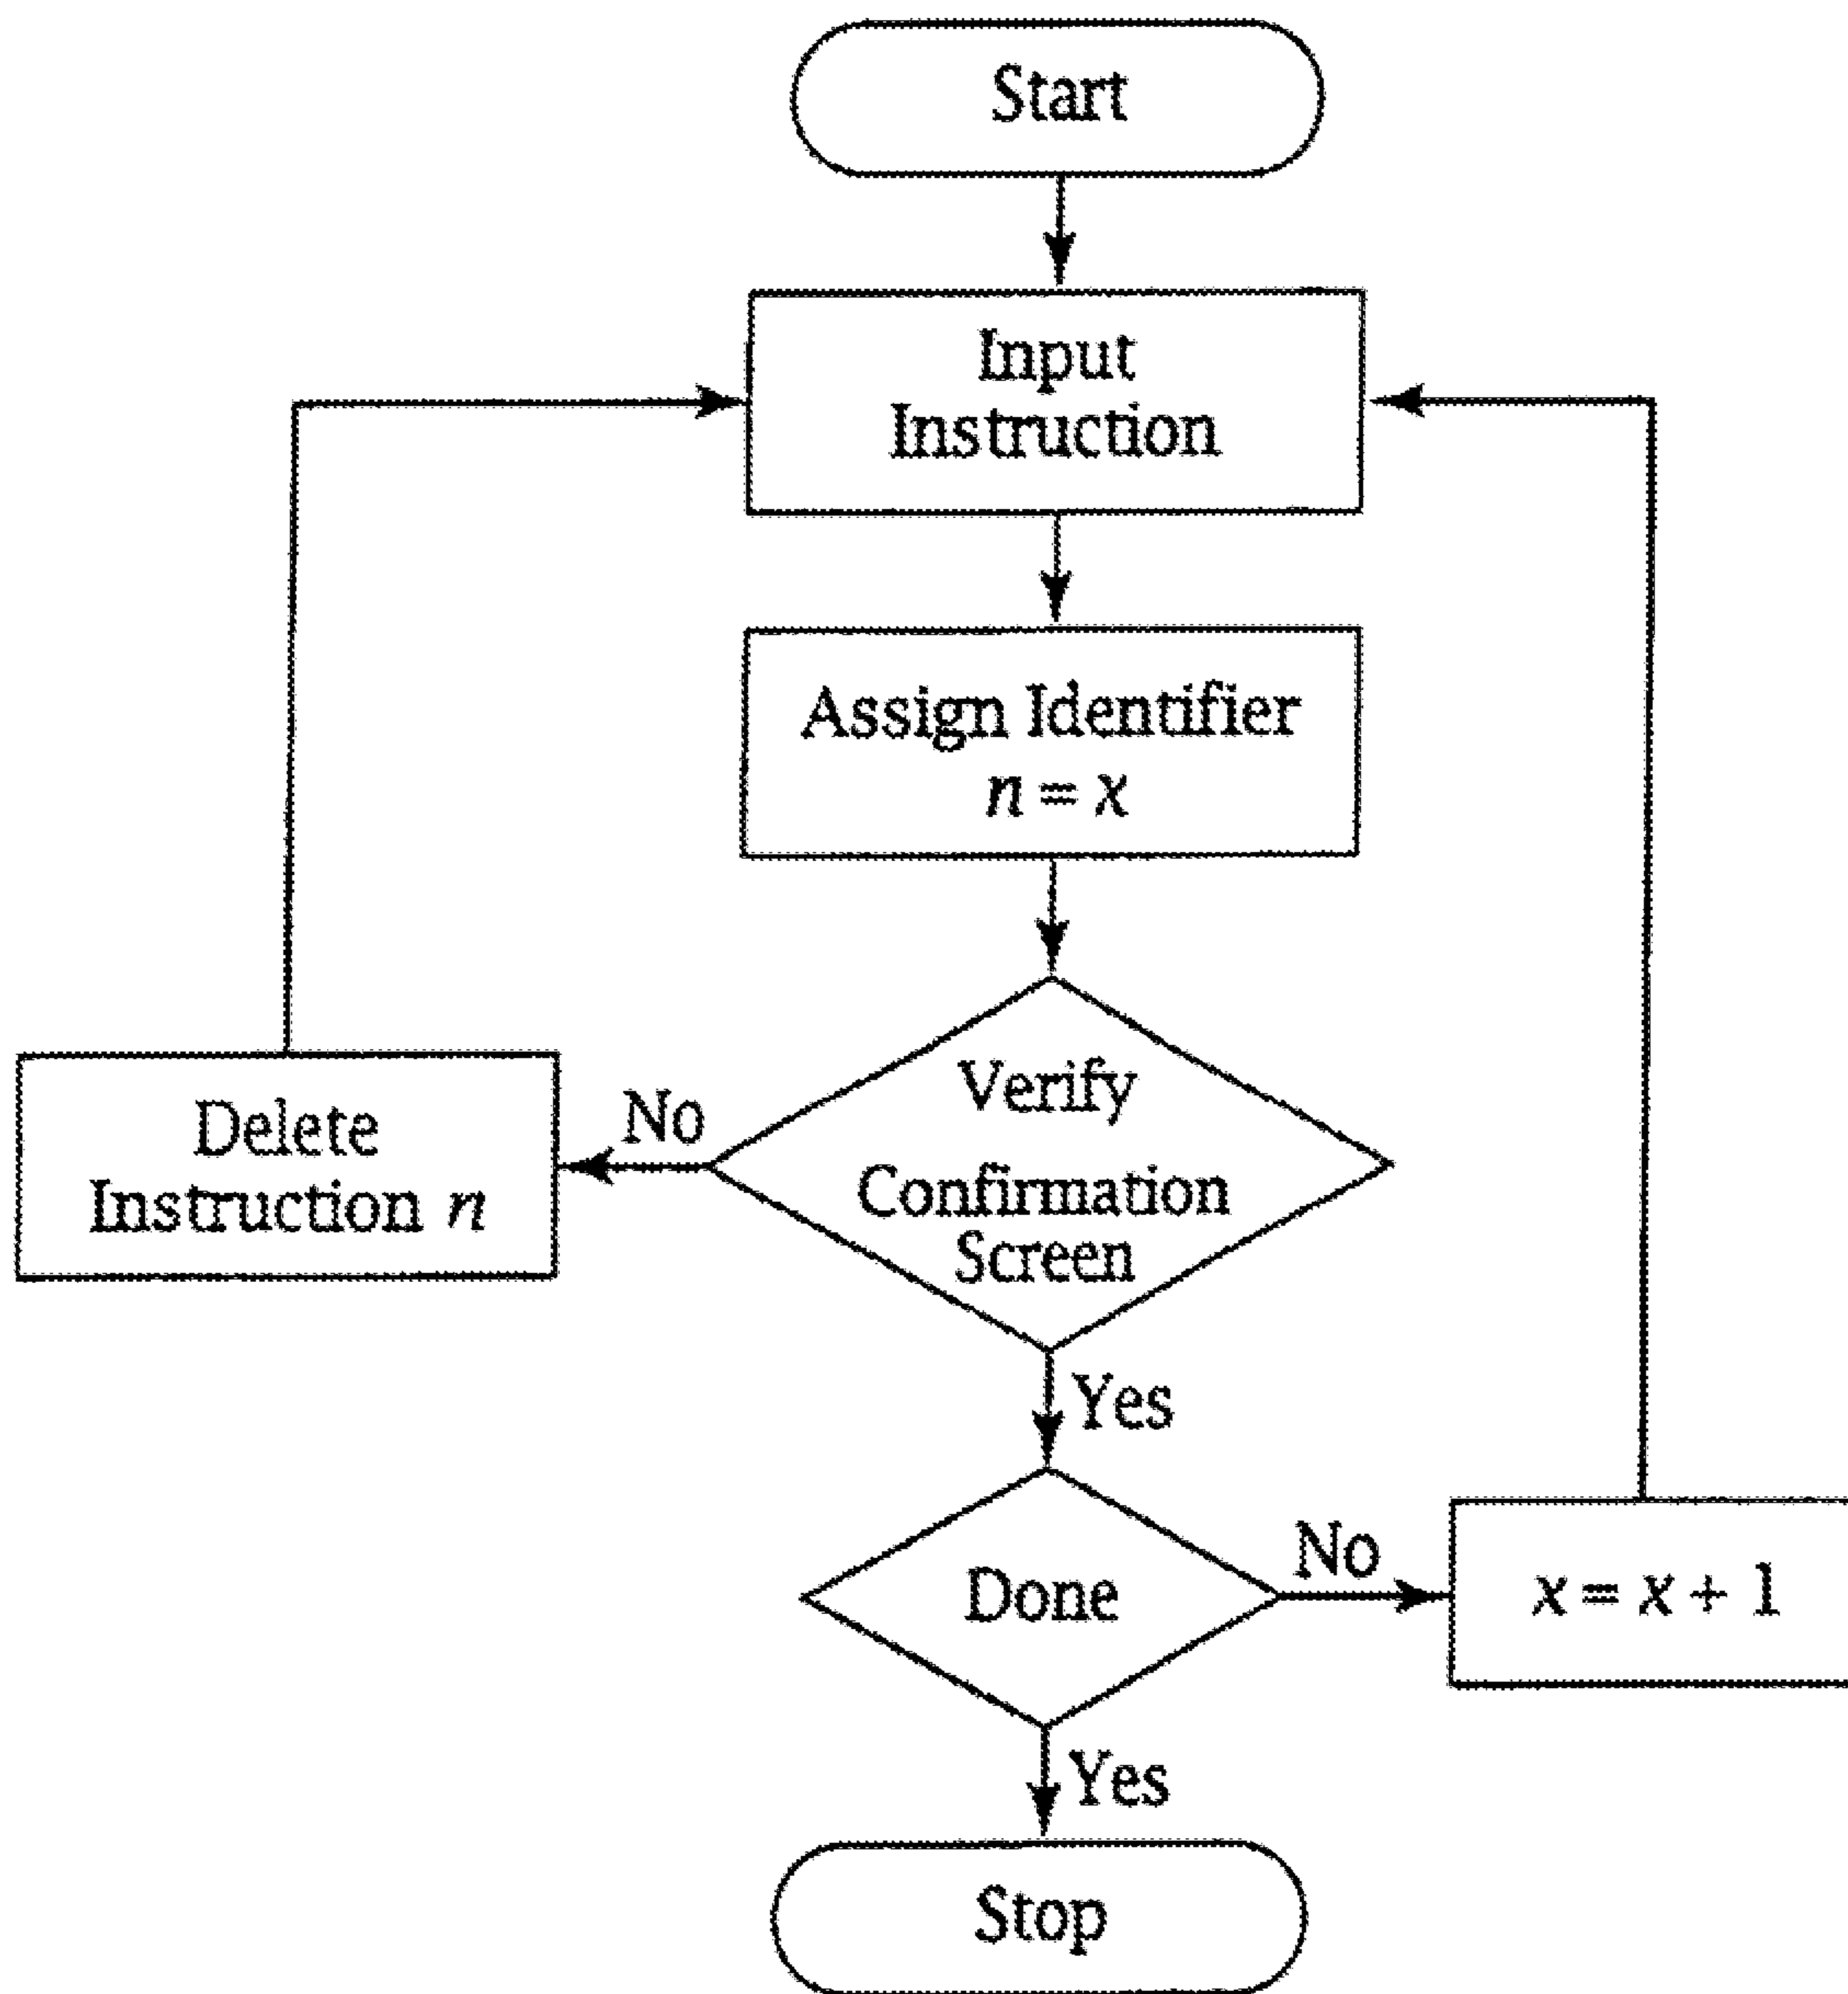 Start
Input
Instruction
Assign Identifier
n = x
Verify
Confirmation
Screen
No
Delete
Instruction n
Yes
Done
No
x = x + 1
Yes
Stop